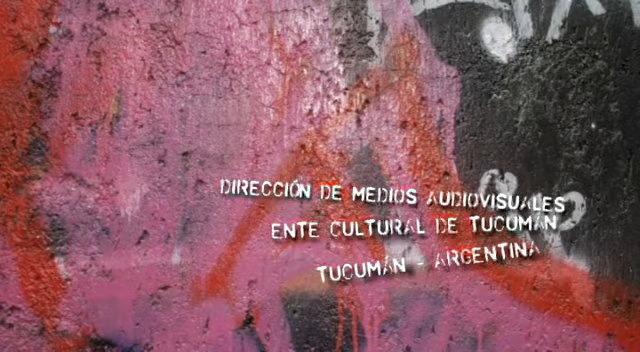 DIRECCIÓN DE MEDIOS AUDIOVISUALES
ENTE CULTURAL DE TUCUMÁN
TUCUMÁN - ARGENTINA